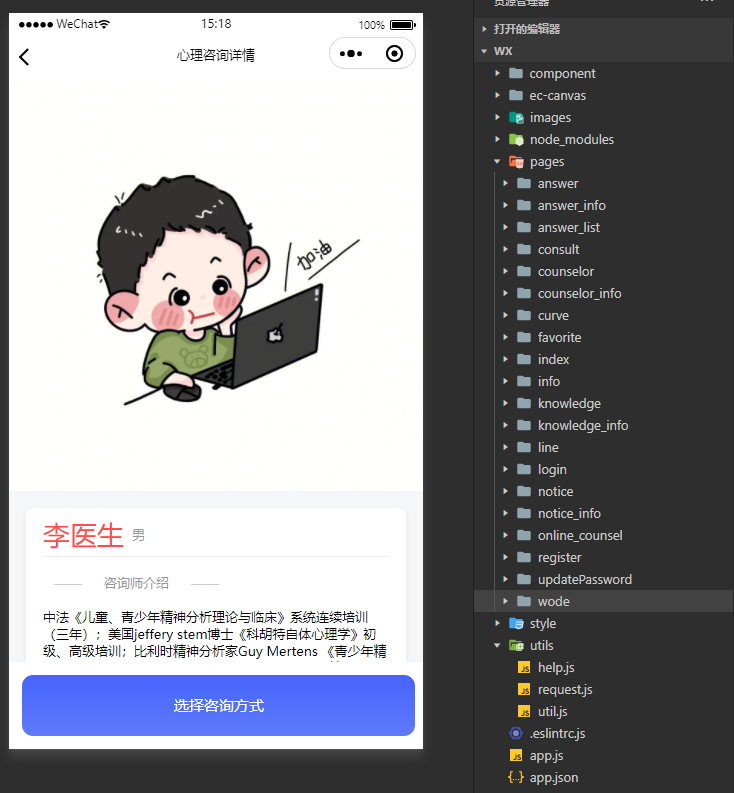 ●●●●● WeChat 15:18 100%
心理咨询详情
加油
李医生 男
咨询师介绍
中法《儿童、青少年精神分析理论与临床》系统连续培训
（三年）；美国jeffery stem博士《科胡特自体心理学》初
级、高级培训；比利时精神分析家Guy Mertens 《青少年精
选择咨询方式
资源管理器
打开的编辑器
WX
component
ec-canvas
images
node_modules
pages
answer
answer_info
answer_list
consult
counselor
counselor_info
curve
favorite
index
info
knowledge
knowledge_info
line
login
notice
notice_info
online_counsel
register
updatePassword
wode
style
utils
help.js
request.js
util.js
.eslintrc.js
app.js
app.json